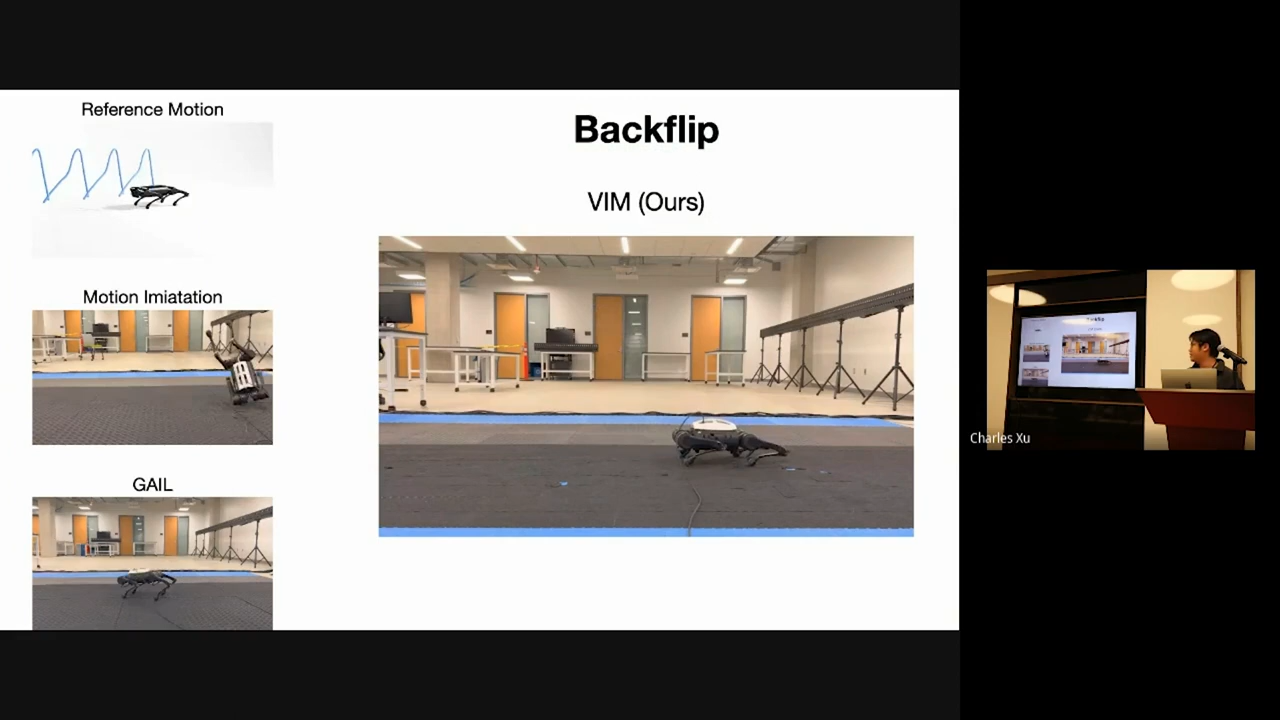 Reference Motion
Backflip
VIM (Ours)
Motion Imiatation
GAIL
Charles Xu